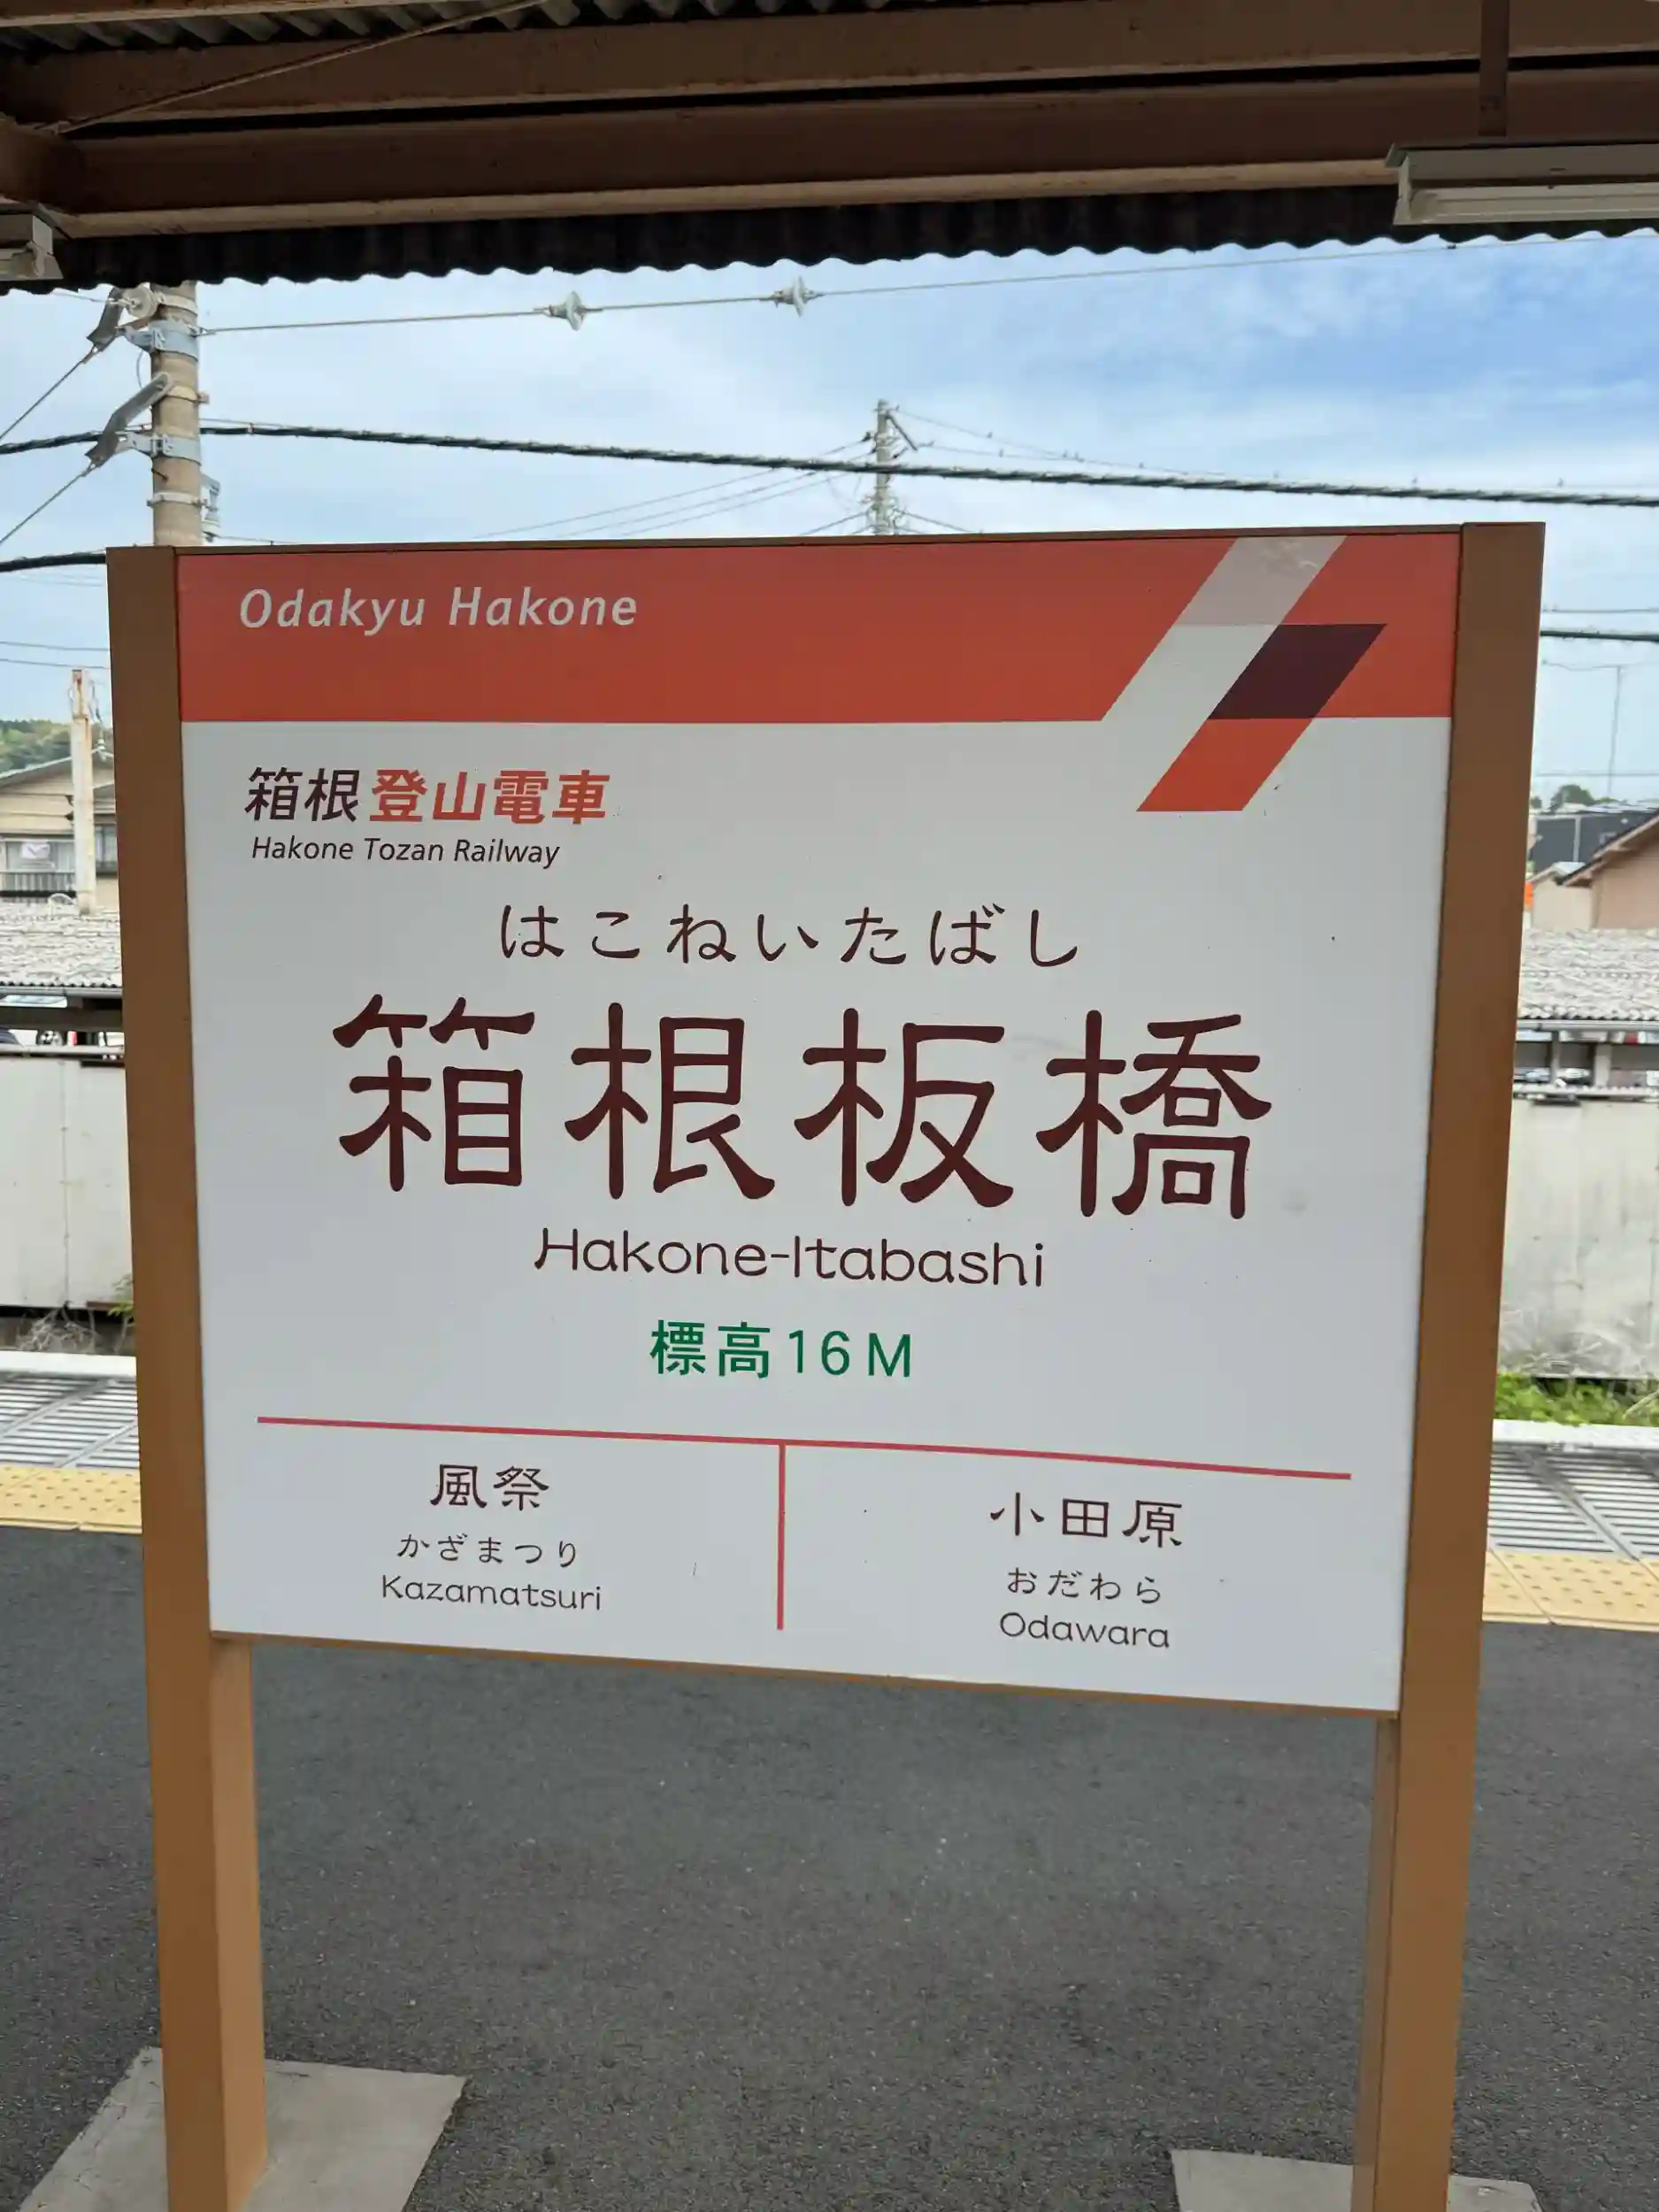 Odakyu Hakone
箱根登山電車
Hakone Tozan Railway
はこねいたばし
箱根板橋
Hakone-Itabashi
標高16M
風祭
かざまつり
Kazamatsuri
小田原
おだわら
Odawara